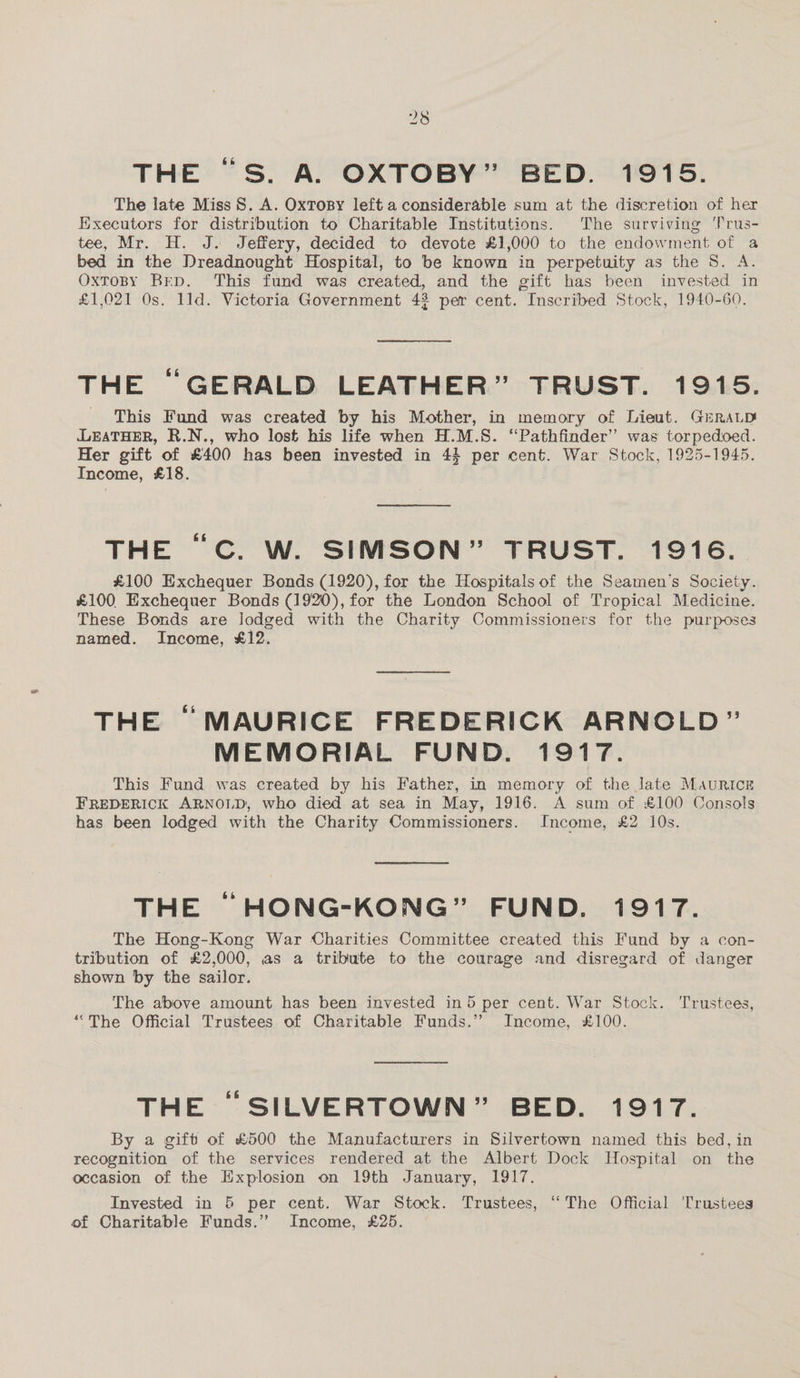 28
THE “S. A. OXTOBY” BED. 1915.
The late Miss S. A. OXTOBY left a considerable sum at the discretion of her
Executors for distribution to Charitable Institutions. The surviving Trus-
tee, Mr. H. J. Jeffery, decided to devote £1,000 to the endowment of a
bed in the Dreadnought Hospital, to be known in perpetuity as the S. A.
OXTOBY BED. This fund was created, and the gift has been invested in
£1,021 0s. 11d. Victoria Government 4¾ per cent. Inscribed Stock, 1940-60.
THE “GERALD LEATHER” TRUST. 1915.
This Fund was created by his Mother, in memory of Lieut. GERALD
LEATHER, R.N., who lost his life when H.M.S. “Pathfinder” was torpedoed.
Her gift of £400 has been invested in 4½ per cent. War Stock, 1925-1945.
Income, £18.
THE “C. W. SIMSON” TRUST. 1916.
£100 Exchequer Bonds (1920), for the Hospitals of the Seamen's Society.
£100 Exchequer Bonds (1920), for the London School of Tropical Medicine.
These Bonds are lodged with the Charity Commissioners for the purposes
named. Income, £12.
THE “MAURICE FREDERICK ARNOLD”
MEMORIAL FUND. 1917.
This Fund was created by his Father, in memory of the late MAURICE
FREDERICK ARNOLD, who died at sea in May, 1916. A sum of £100 Consols
has been lodged with the Charity Commissioners. Income, £2 10s.
THE “HONG-KONG” FUND. 1917.
The Hong-Kong War Charities Committee created this Fund by a con-
tribution of £2,000, as a tribute to the courage and disregard of danger
shown by the sailor.
The above amount has been invested in 5 per cent. War Stock. Trustees,
“The Official Trustees of Charitable Funds.” Income, £100.
THE “SILVERTOWN” BED. 1917.
By a gift of £500 the Manufacturers in Silvertown named this bed, in
recognition of the services rendered at the Albert Dock Hospital on the
occasion of the Explosion on 19th January, 1917.
Invested in 5 per cent. War Stock. Trustees, “The Official Trustees
of Charitable Funds.” Income, £25.